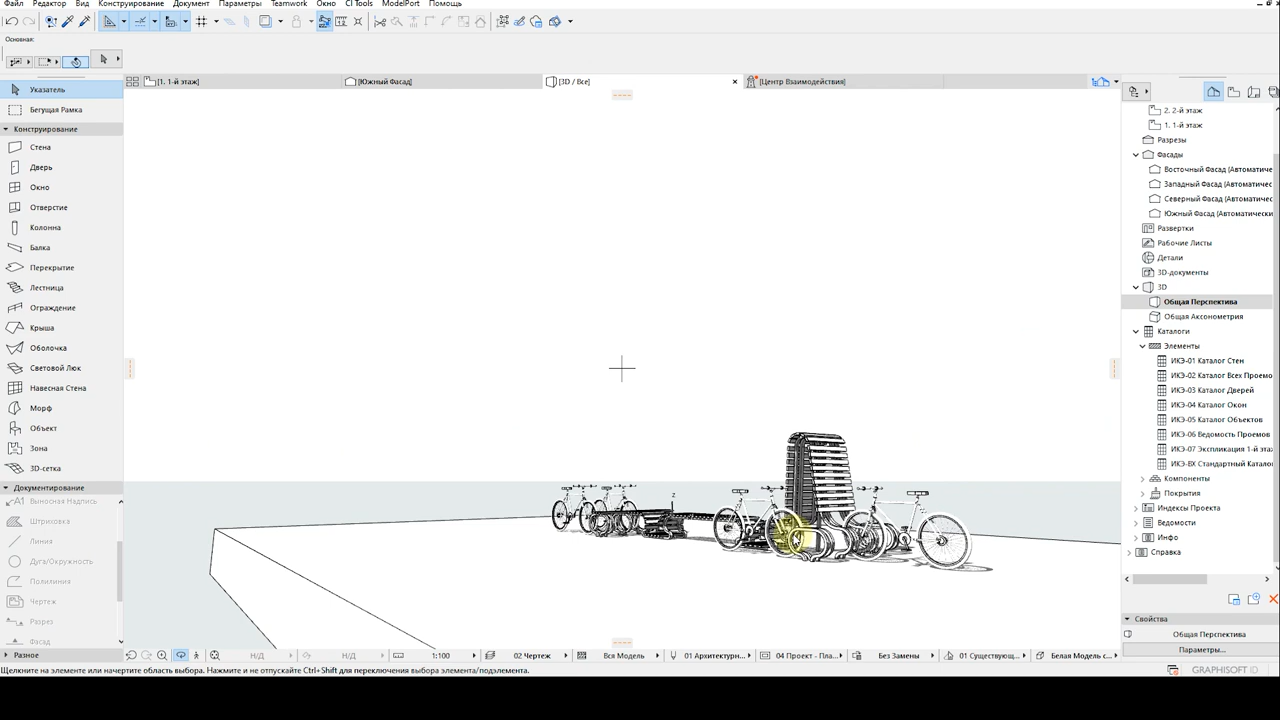 Файл Редактор Вид Конструирование Документ Параметры Teamwork Окно CI Tools ModelPort Помощь
Основная:
[1. 1-й этаж]
[Южный Фасад]
[3D / Все]
[Центр Взаимодействия]
Указатель
Бегущая Рамка
Конструирование
Стена
Дверь
Окно
Отверстие
Колонна
Балка
Перекрытие
Лестница
Ограждение
Крыша
Оболочка
Световой Люк
Навесная Стена
Морф
Объект
Зона
3D-сетка
Документирование
Выносная Надпись
Штриховка
Линия
Дуга/Окружность
Полилиния
Чертеж
Разрез
Фасад
Разное
z
2. 2-й этаж
1. 1-й этаж
Разрезы
Фасады
Восточный Фасад (Автоматиче
Западный Фасад (Автоматичес
Северный Фасад (Автоматичес
Южный Фасад (Автоматически
Развертки
Рабочие Листы
Детали
3D-документы
3D
Общая Перспектива
Общая Аксонометрия
Каталоги
Элементы
ИКЭ-01 Каталог Стен
ИКЭ-02 Каталог Всех Проемо
ИКЭ-03 Каталог Дверей
ИКЭ-04 Каталог Окон
ИКЭ-05 Каталог Объектов
ИКЭ-06 Ведомость Проемов
ИКЭ-07 Экспликация 1-й эта
ИКЭ-ВХ Стандартный Катало
Компоненты
Покрытия
Индексы Проекта
Ведомости
Инфо
Справка
Свойства
Общая Перспектива
Параметры...
Н/Д Н/Д 1:100 02 Чертеж Вся Модель 01 Архитектурн... 04 Проект - Пла... Без Замены 01 Существующ... Белая Модель с...
Щелкните на элементе или начертите область выбора. Нажмите и не отпускайте Ctrl+Shift для переключения выбора элемента/подэлемента.
GRAPHISOFT ID